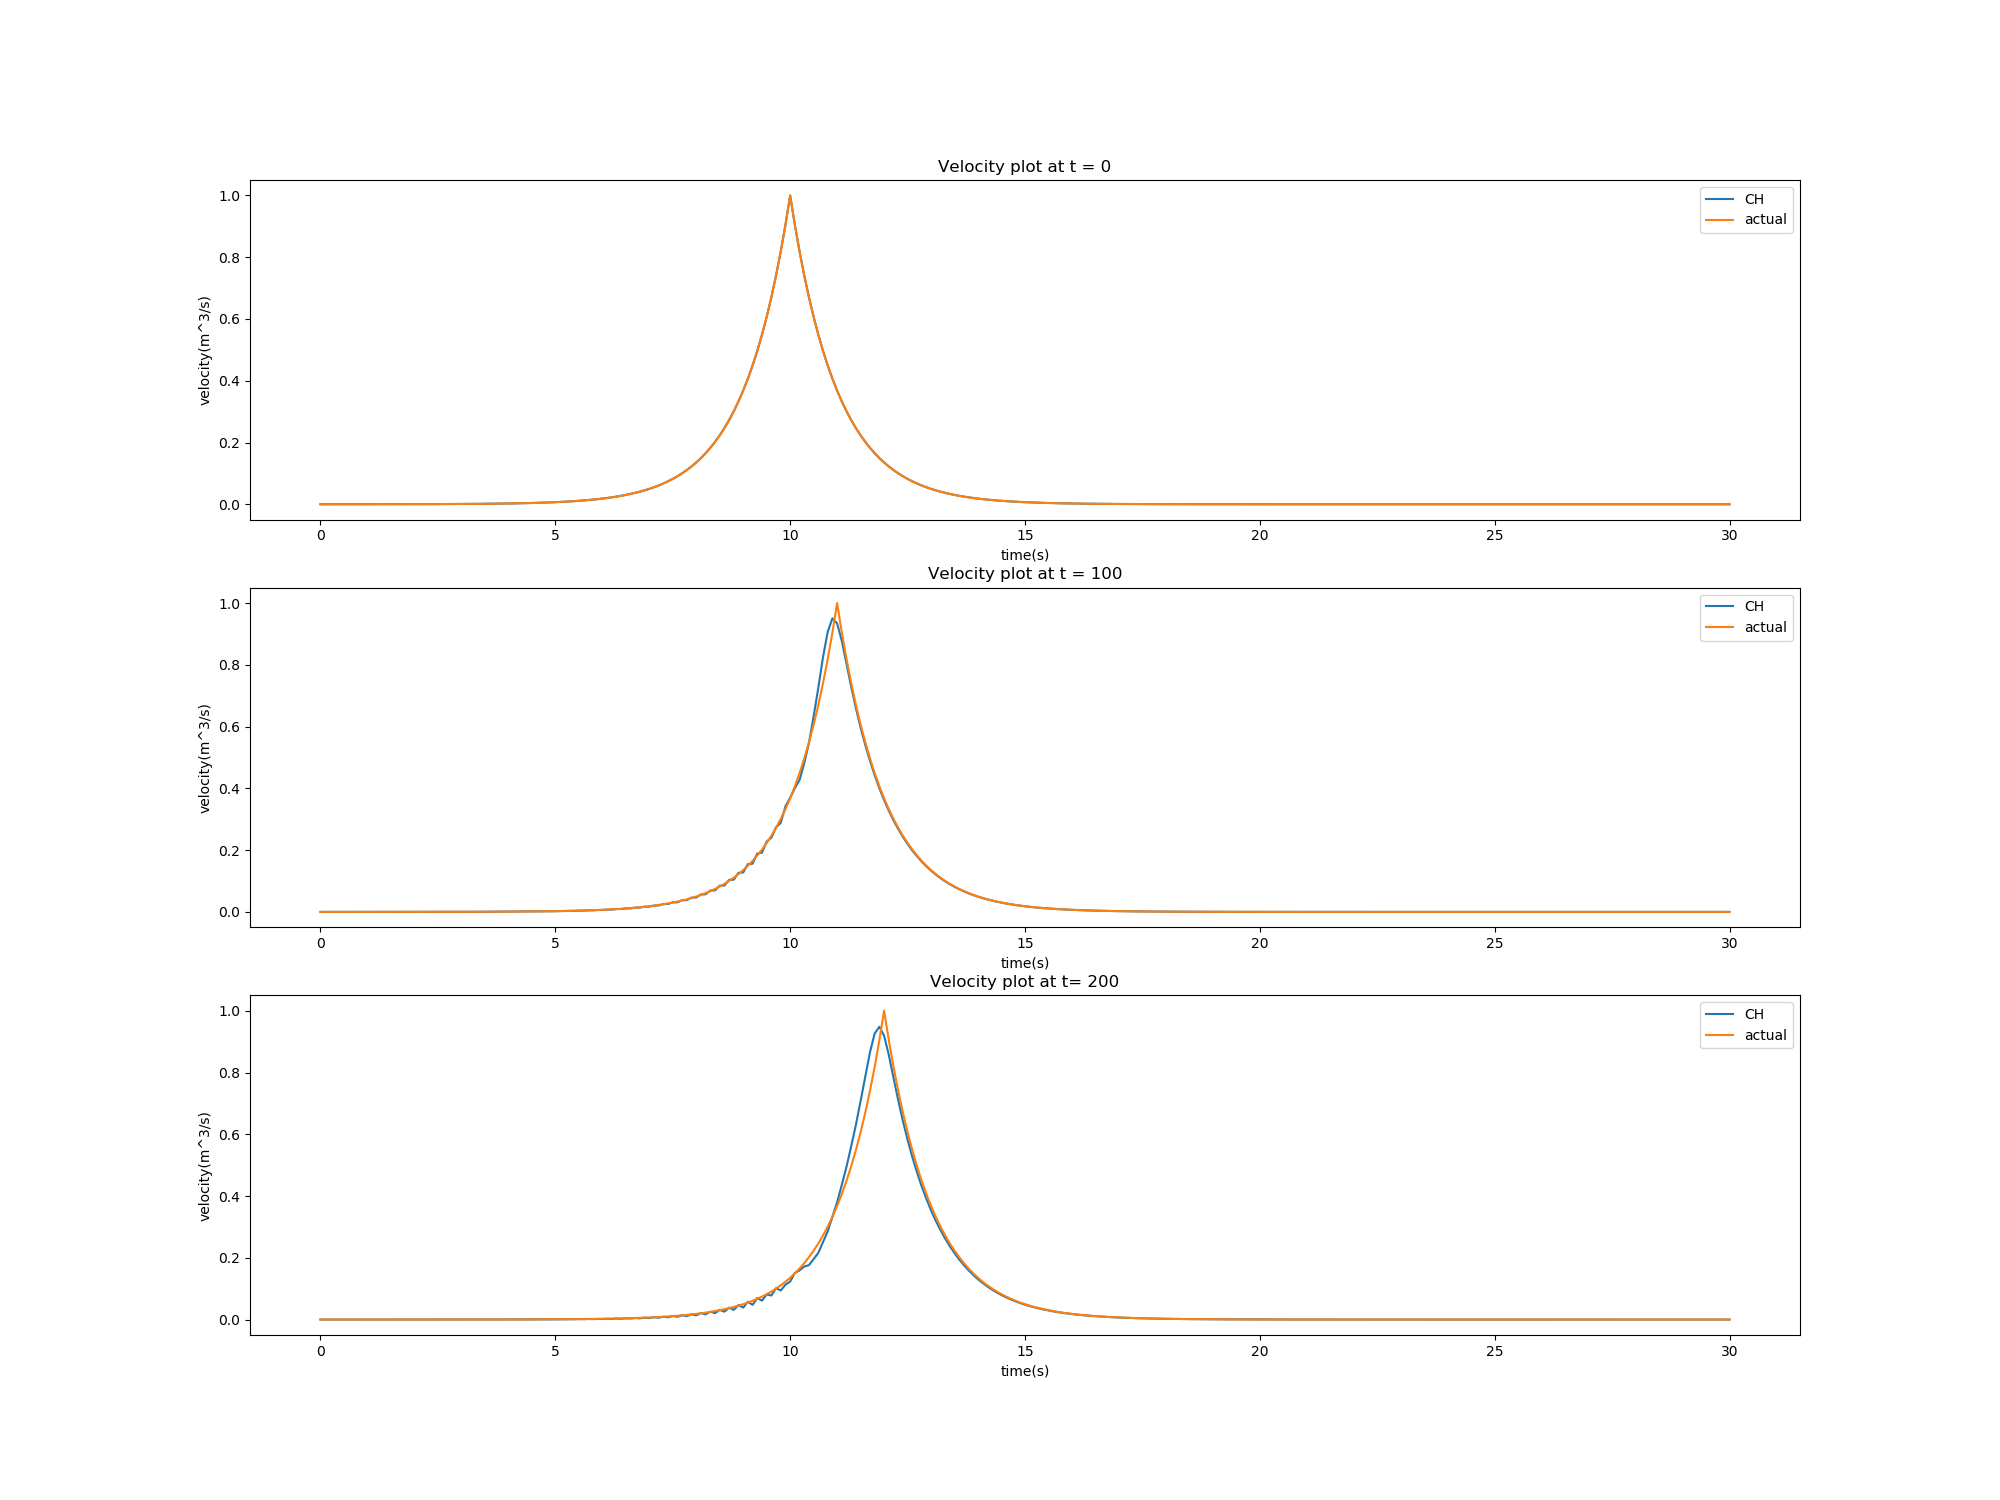 Velocity plot at t = 0
CH
actual
velocity(m^3/s)
1.0
0.8
0.6
0.4
0.2
0.0
0 5 10 15 20 25 30
time(s)
Velocity plot at t = 100
CH
actual
velocity(m^3/s)
1.0
0.8
0.6
0.4
0.2
0.0
0 5 10 15 20 25 30
time(s)
Velocity plot at t= 200
CH
actual
velocity(m^3/s)
1.0
0.8
0.6
0.4
0.2
0.0
0 5 10 15 20 25 30
time(s)